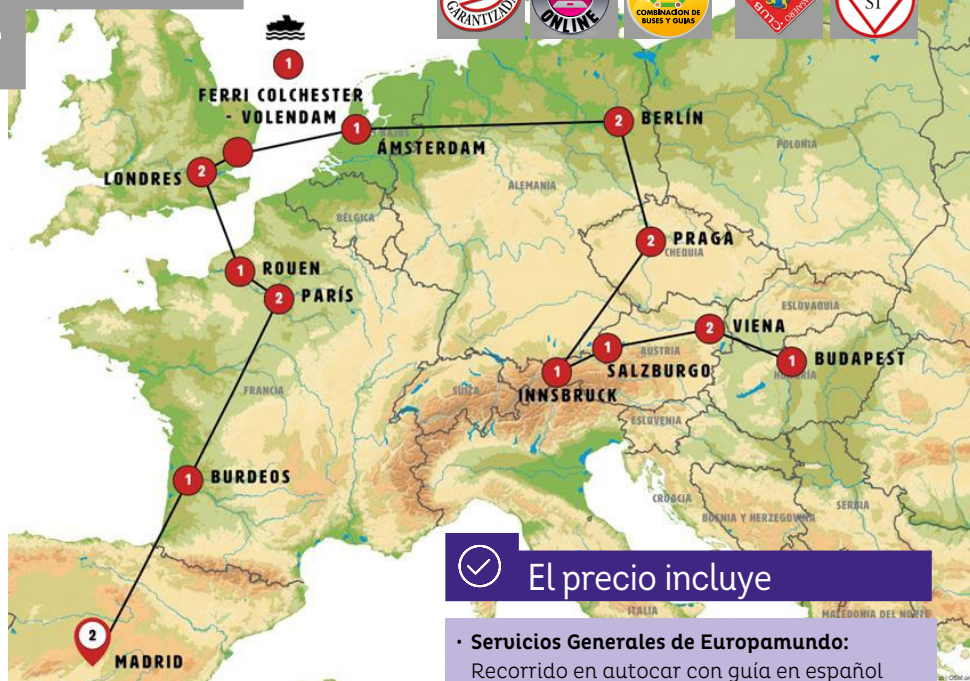 GARANTIZADA
ONLINE
COMBINACIÓN DE
BUSES Y GUÍAS
CLUB
SI
1
FERRI COLCHESTER
- VOLENDAM
1
ÁMSTERDAM
2
BERLÍN
POLONIA
LONDRES
2
ALEMANIA
BÉLGICA
2
PRAGA
CHEQUIA
1
ROUEN
2
PARÍS
ESLOVAQUIA
2
VIENA
1
SALZBURGO
AUSTRIA
1
BUDAPEST
1
INNSBRUCK
FRANCIA
SUIZA
ESLOVENIA
1
BURDEOS
CROACIA
BOSNIA Y HERZEGOVINA
SERBIA
El precio incluye
ITALIA
MACEDONIA DEL NORTE
2
MADRID
· Servicios Generales de Europamundo:
Recorrido en autocar con guía en español